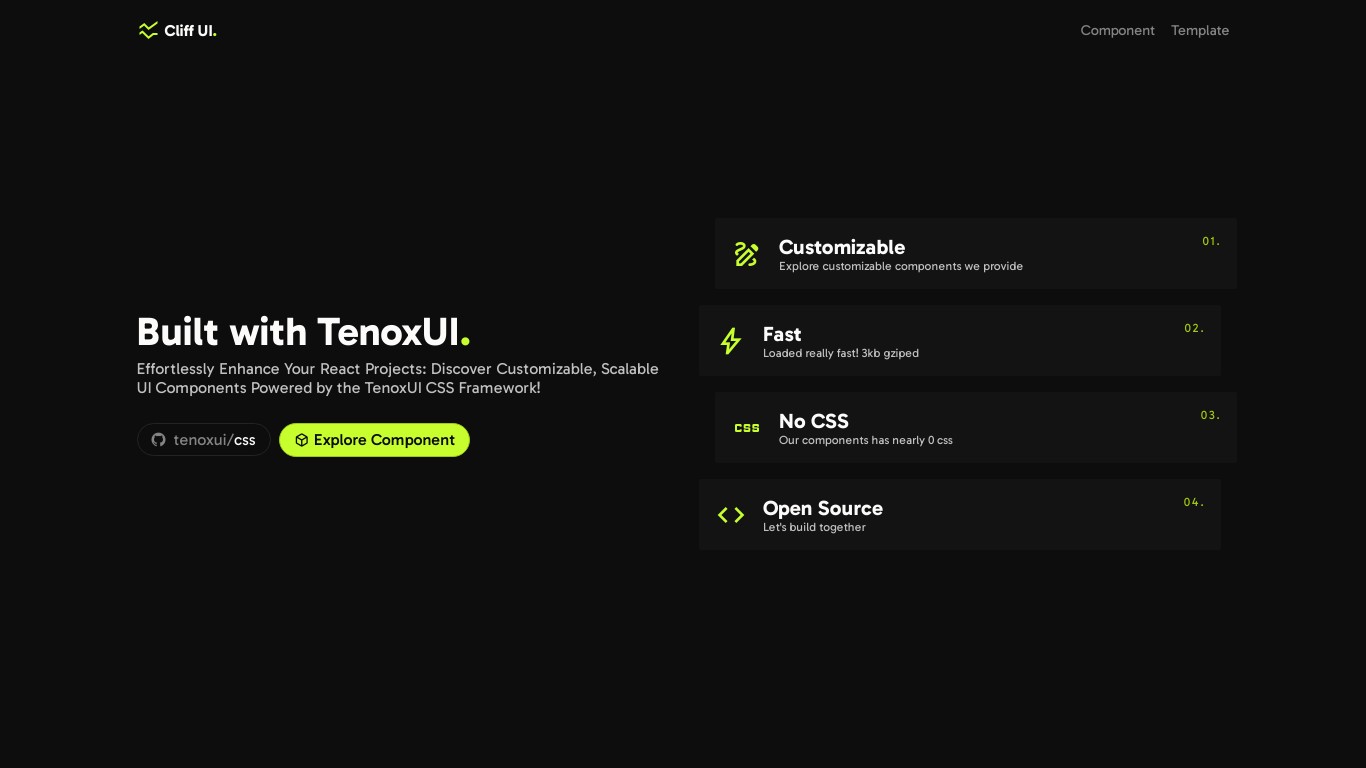 Cliff UI.
Component
Template
Built with TenoxUI.
Effortlessly Enhance Your React Projects: Discover Customizable, Scalable
UI Components Powered by the TenoxUI CSS Framework!
tenoxui/css
Explore Component
Customizable
Explore customizable components we provide
01.
Fast
Loaded really fast! 3kb gziped
02.
CSS
No CSS
Our components has nearly 0 css
03.
Open Source
Let's build together
04.